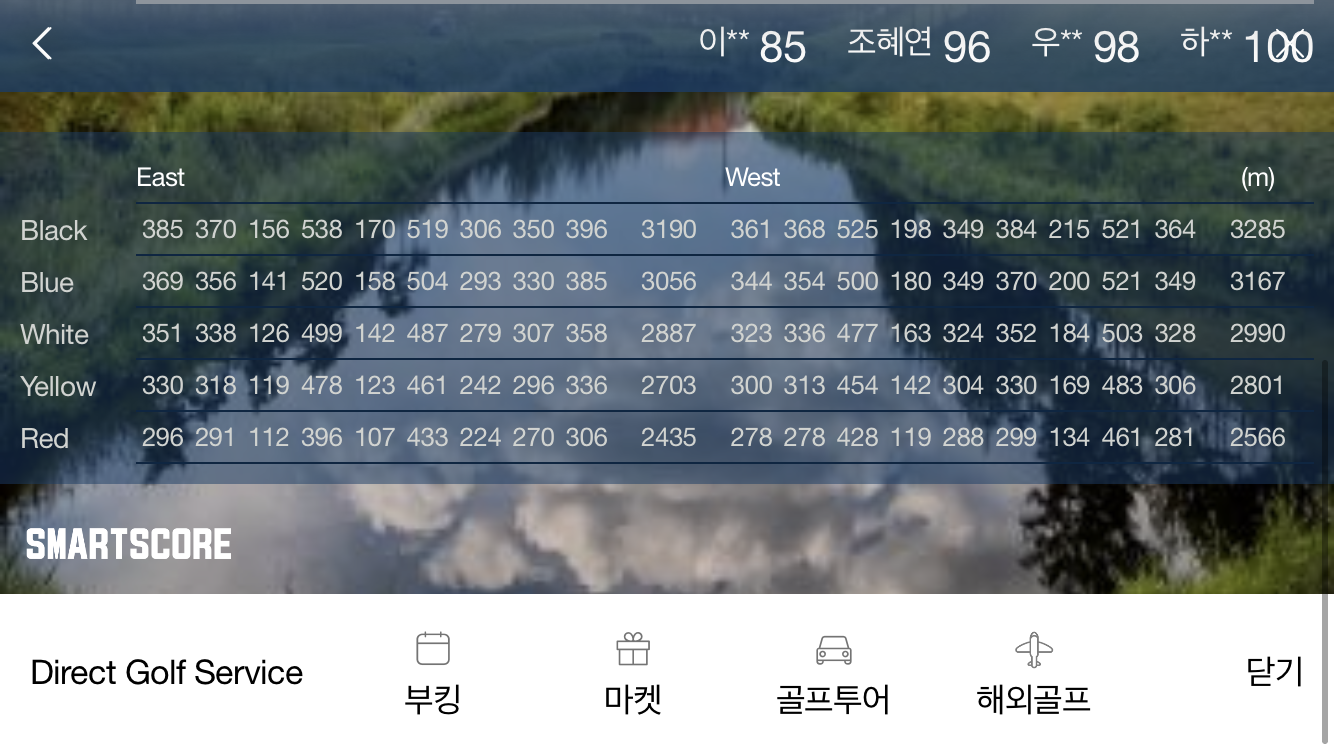 이** 85 조혜연 96 우** 98 하** 100
East West (m)
Black 385 370 156 538 170 519 306 350 396 3190 361 368 525 198 349 384 215 521 364 3285
Blue 369 356 141 520 158 504 293 330 385 3056 344 354 500 180 349 370 200 521 349 3167
White 351 338 126 499 142 487 279 307 358 2887 323 336 477 163 324 352 184 503 328 2990
Yellow 330 318 119 478 123 461 242 296 336 2703 300 313 454 142 304 330 169 483 306 2801
Red 296 291 112 396 107 433 224 270 306 2435 278 278 428 119 288 299 134 461 281 2566
SMARTSCORE
Direct Golf Service 부킹 마켓 골프투어 해외골프 닫기